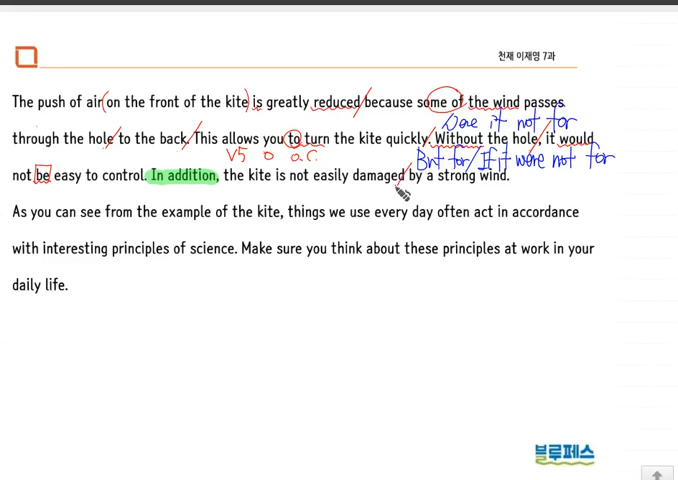 천재 이재영 7과
The push of air(on the front of the kite) is greatly reduced/because some of the wind passes
Were it not for
through the hole/to the back./This allows you to turn the kite quickly./Without the hole,/it would
V5 O O.C. But for/If it were not for
not be easy to control. In addition, the kite is not easily damaged/by a strong wind.
As you can see from the example of the kite, things we use every day often act in accordance
with interesting principles of science. Make sure you think about these principles at work in your
daily life.
블루페스